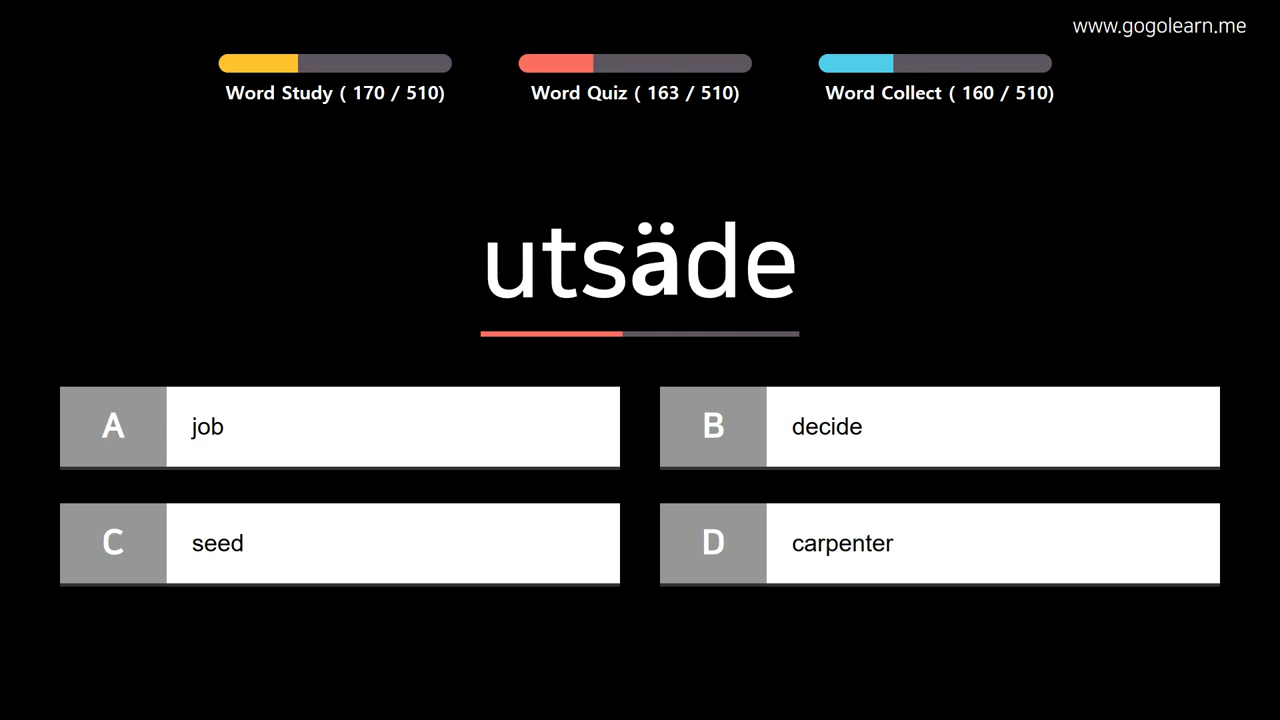 www.gogolearn.me
Word Study ( 170 / 510)
Word Quiz ( 163 / 510)
Word Collect ( 160 / 510)
utsäde
A job
B decide
C seed
D carpenter